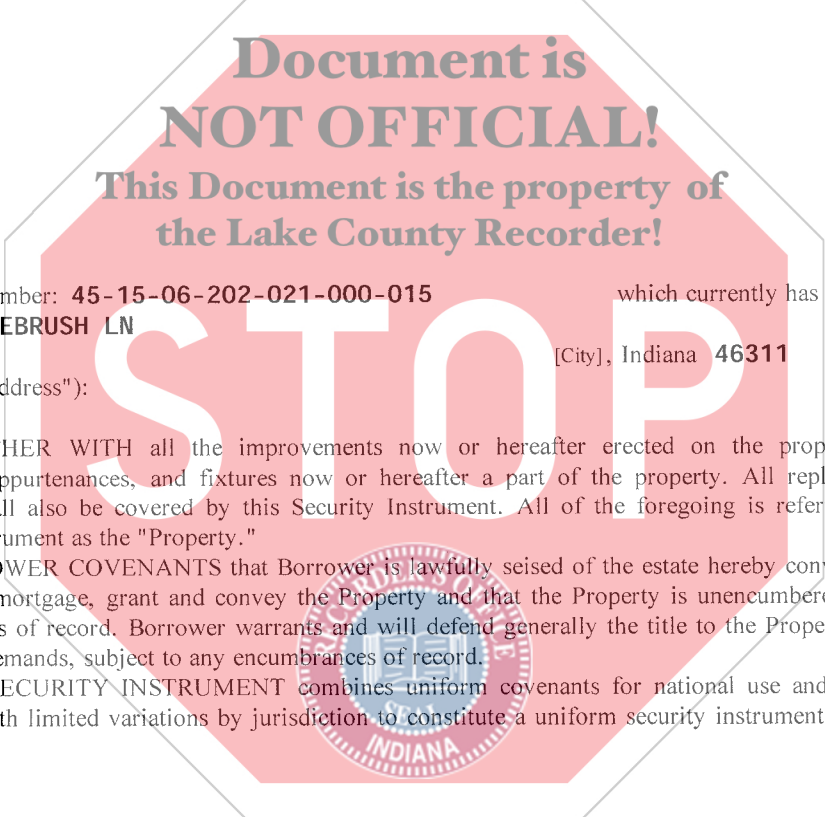 Document is
NOT OFFICIAL!
This Document is the property of
the Lake County Recorder!
mber: 45-15-06-202-021-000-015 which currently has
EBRUSH LN
[City], Indiana 46311
ddress"):
STOP
HER WITH all the improvements now or hereafter erected on the prop
ppurtenances, and fixtures now or hereafter a part of the property. All repl
ll also be covered by this Security Instrument. All of the foregoing is refer
rument as the "Property."
OWER COVENANTS that Borrower is lawfully seised of the estate hereby conv
mortgage, grant and convey the Property and that the Property is unencumbere
s of record. Borrower warrants and will defend generally the title to the Prope
emands, subject to any encumbrances of record.
ECURITY INSTRUMENT combines uniform covenants for national use and
th limited variations by jurisdiction to constitute a uniform security instrument
RECORDER'S OFFICE
SEAL
INDIANA